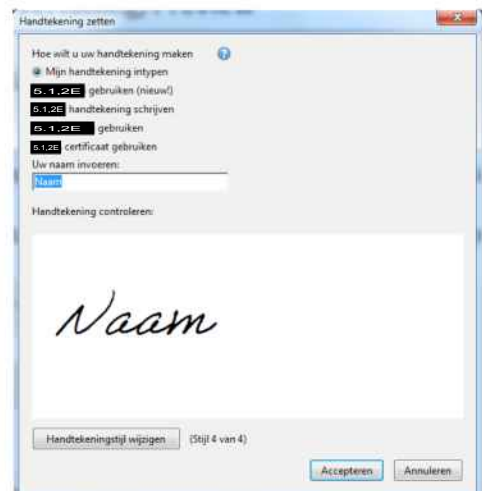 Handtekening zetten
Hoe wilt u uw handtekening maken
Mijn handtekening intypen
5.1,2E gebruiken (nieuw!)
5.1,2E handtekening schrijven
5.1,2E gebruiken
5.1,2E certificaat gebruiken
Uw naam invoeren:
Naam
Handtekening controleren:
Naam
Handtekeningstijl wijzigen (Stijl 4 van 4)
Accepteren Annuleren